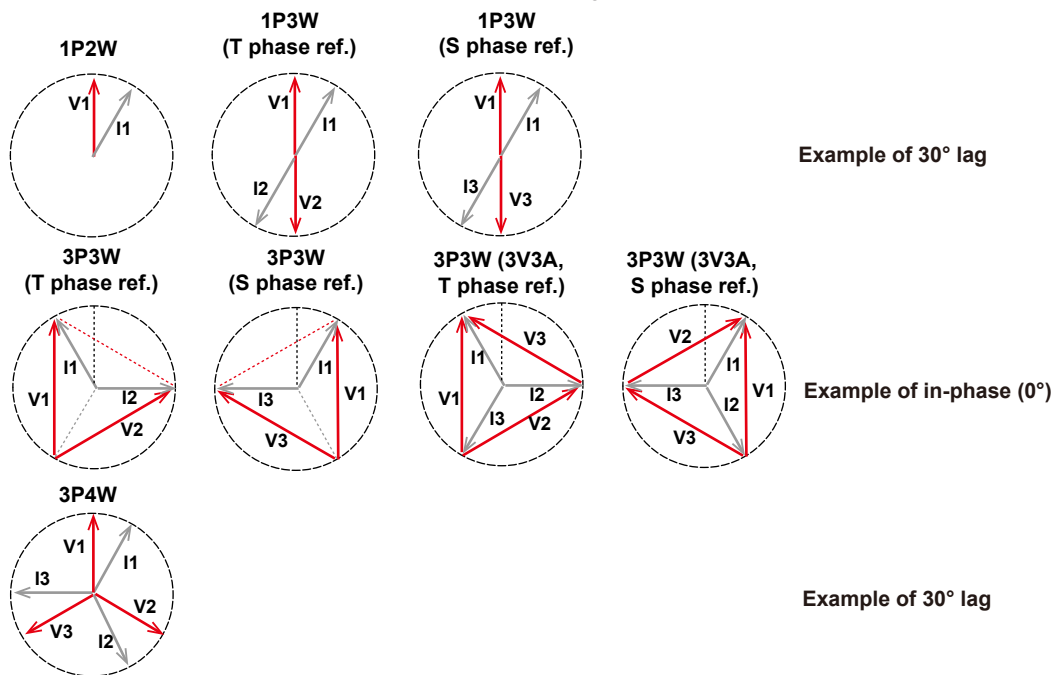 1P2W
1P3W
(T phase ref.)
1P3W
(S phase ref.)
V1
I1
V1
I1
I2
V2
V1
I1
I3
V3
Example of 30° lag
3P3W
(T phase ref.)
3P3W
(S phase ref.)
3P3W (3V3A,
T phase ref.)
3P3W (3V3A,
S phase ref.)
I1
V1
I2
V2
I1
I3
V1
V3
V3
I1
V1
I2
I3
V2
V2
I1
I3
I2
V1
V3
Example of in-phase (0°)
3P4W
V1
I1
I3
V2
V3
I2
Example of 30° lag